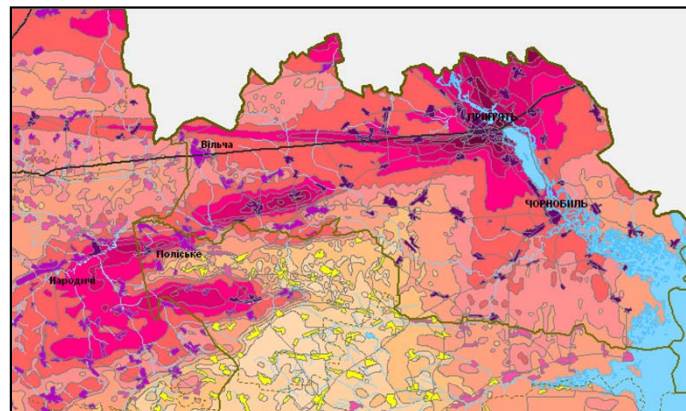 ПРИП'ЯТЬ
Вільча
ЧОРНОБИЛЬ
Поліське
Народичі